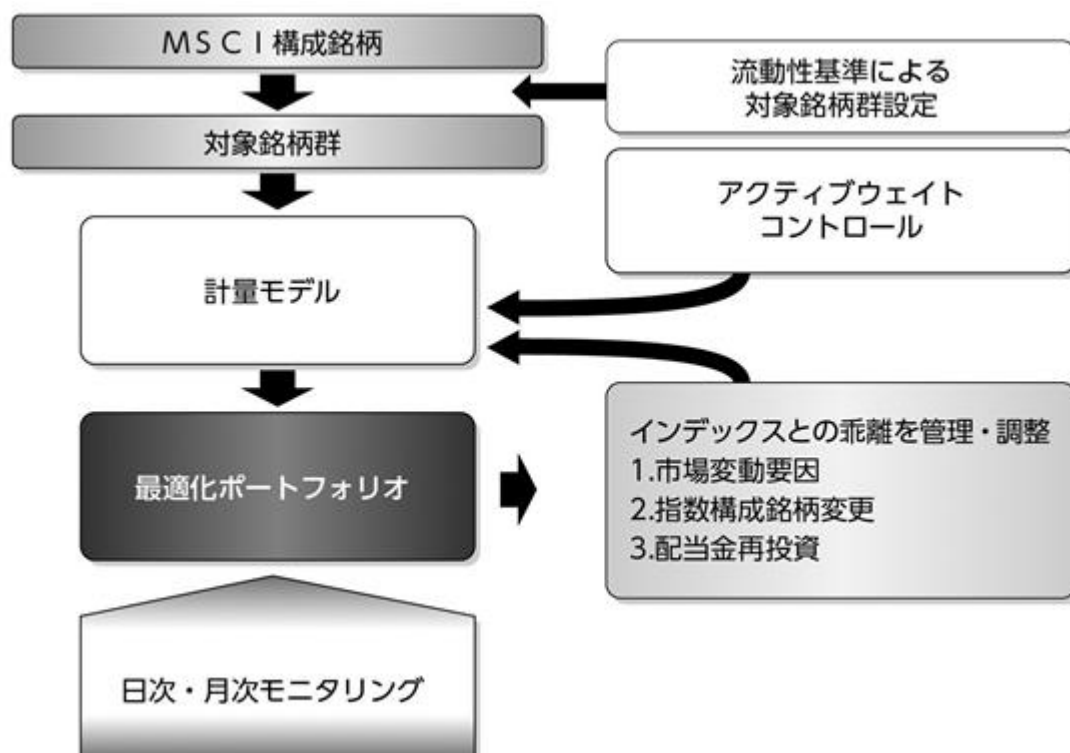 MSCI構成銘柄
流動性基準による
対象銘柄群設定
対象銘柄群
アクティブウェイト
コントロール
計量モデル
最適化ポートフォリオ
インデックスとの乖離を管理・調整
1.市場変動要因
2.指数構成銘柄変更
3.配当金再投資
日次・月次モニタリング